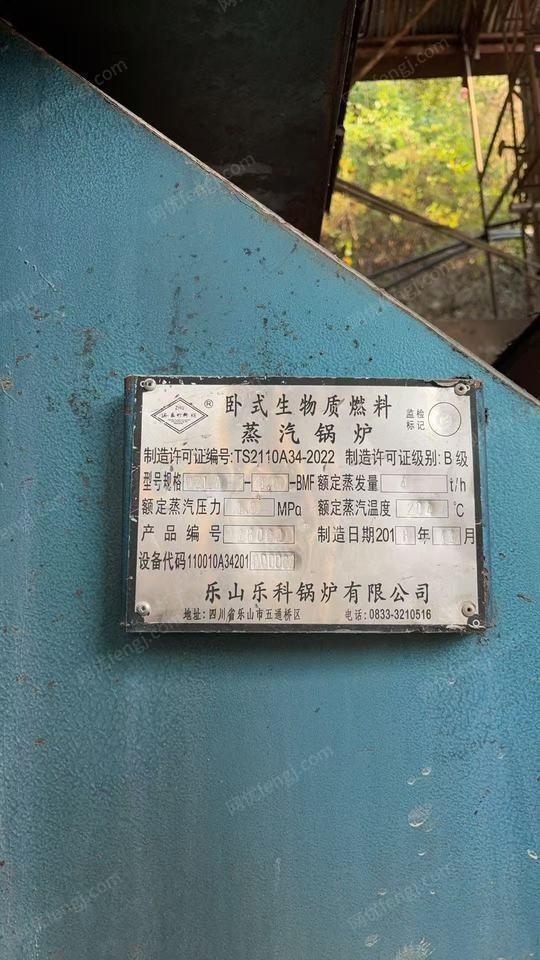 卧式生物质燃料
蒸汽锅炉
监检
标记
®
制造许可证编号:TS2110A34-2022 制造许可证级别:B级
型号规格 -BMF 额定蒸发量 4 t/h
额定蒸汽压力 MPa 额定蒸汽温度 204 ℃
产品编号 制造日期201 年 月
设备代码110010A34201
乐山乐科锅炉有限公司
地址:四川省乐山市五通桥区 电话:0833-3210516